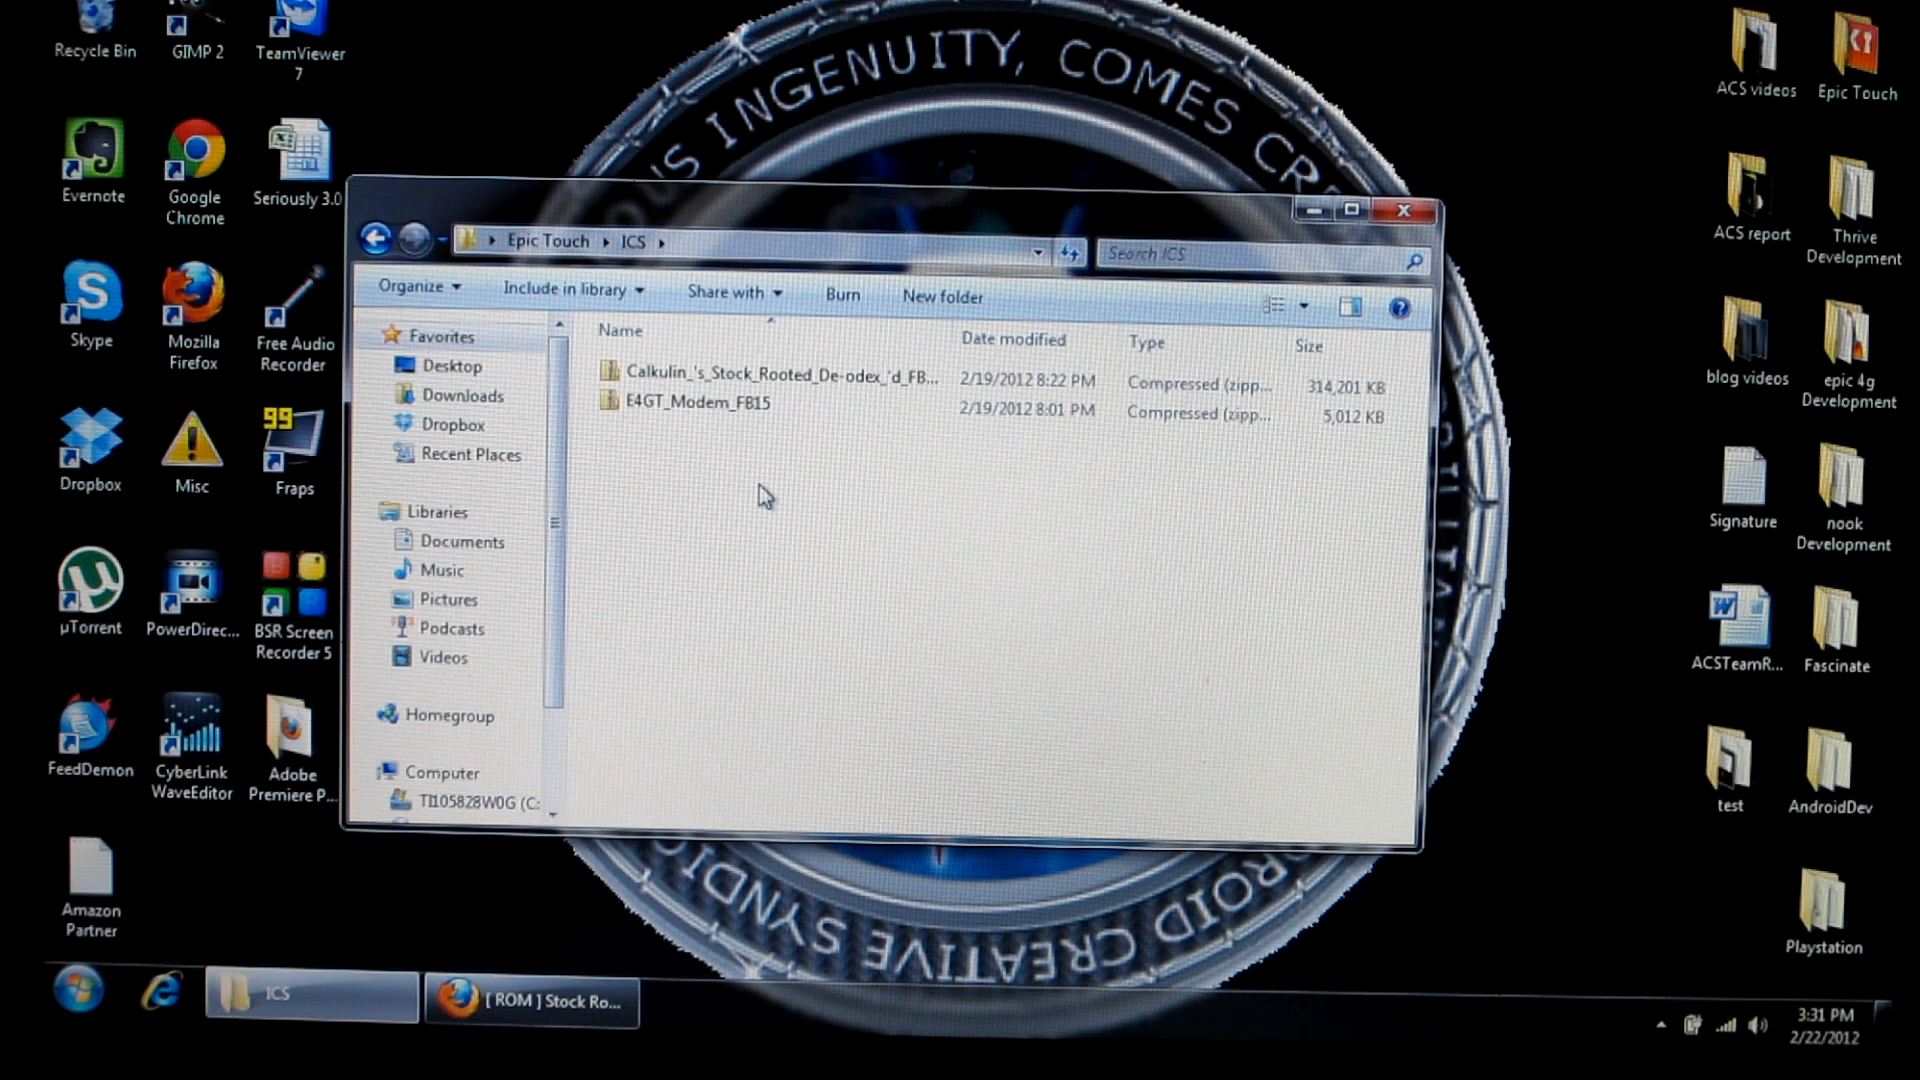 Recycle Bin
GIMP 2
TeamViewer
7
Evernote
Google
Chrome
Seriously 3.0
Skype
Mozilla
Firefox
Free Audio
Recorder
Dropbox
Misc
99
Fraps
µTorrent
PowerDirec...
BSR Screen
Recorder 5
FeedDemon
CyberLink
WaveEditor
Adobe
Premiere P...
Amazon
Partner
US INGENUITY, COMES CR
ROID CREATIVE SYNDIC
Epic Touch
ICS
Search ICS
Organize
Include in library
Share with
Burn
New folder
Name
Date modified
Type
Size
Calkulin_'s_Stock_Rooted_De-odex_'d_FB...
2/19/2012 8:22 PM
Compressed (zipp...
314,201 KB
E4GT_Modem_FB15
2/19/2012 8:01 PM
Compressed (zipp...
5,012 KB
Favorites
Desktop
Downloads
Dropbox
Recent Places
Libraries
Documents
Music
Pictures
Podcasts
Videos
Homegroup
Computer
TI105828W0G (C:
ACS videos
Epic Touch
ACS report
Thrive
Development
blog videos
epic 4g
Development
Signature
nook
Development
ACSTeamR...
Fascinate
test
AndroidDev
Playstation
ICS
[ ROM ] Stock Ro...
3:31 PM
2/22/2012